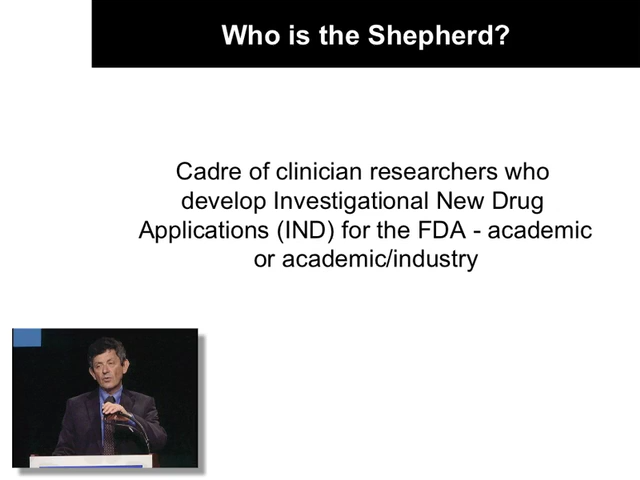 Who is the Shepherd?
Cadre of clinician researchers who
develop Investigational New Drug
Applications (IND) for the FDA - academic
or academic/industry